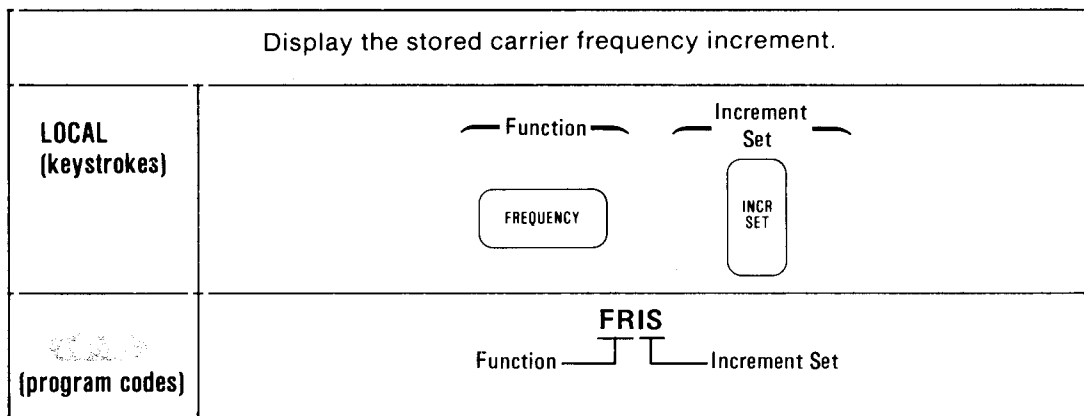 Display the stored carrier frequency increment.
LOCAL
(keystrokes)
Function
Increment
Set
FREQUENCY
INCR
SET
(program codes)
FRIS
Function
Increment Set